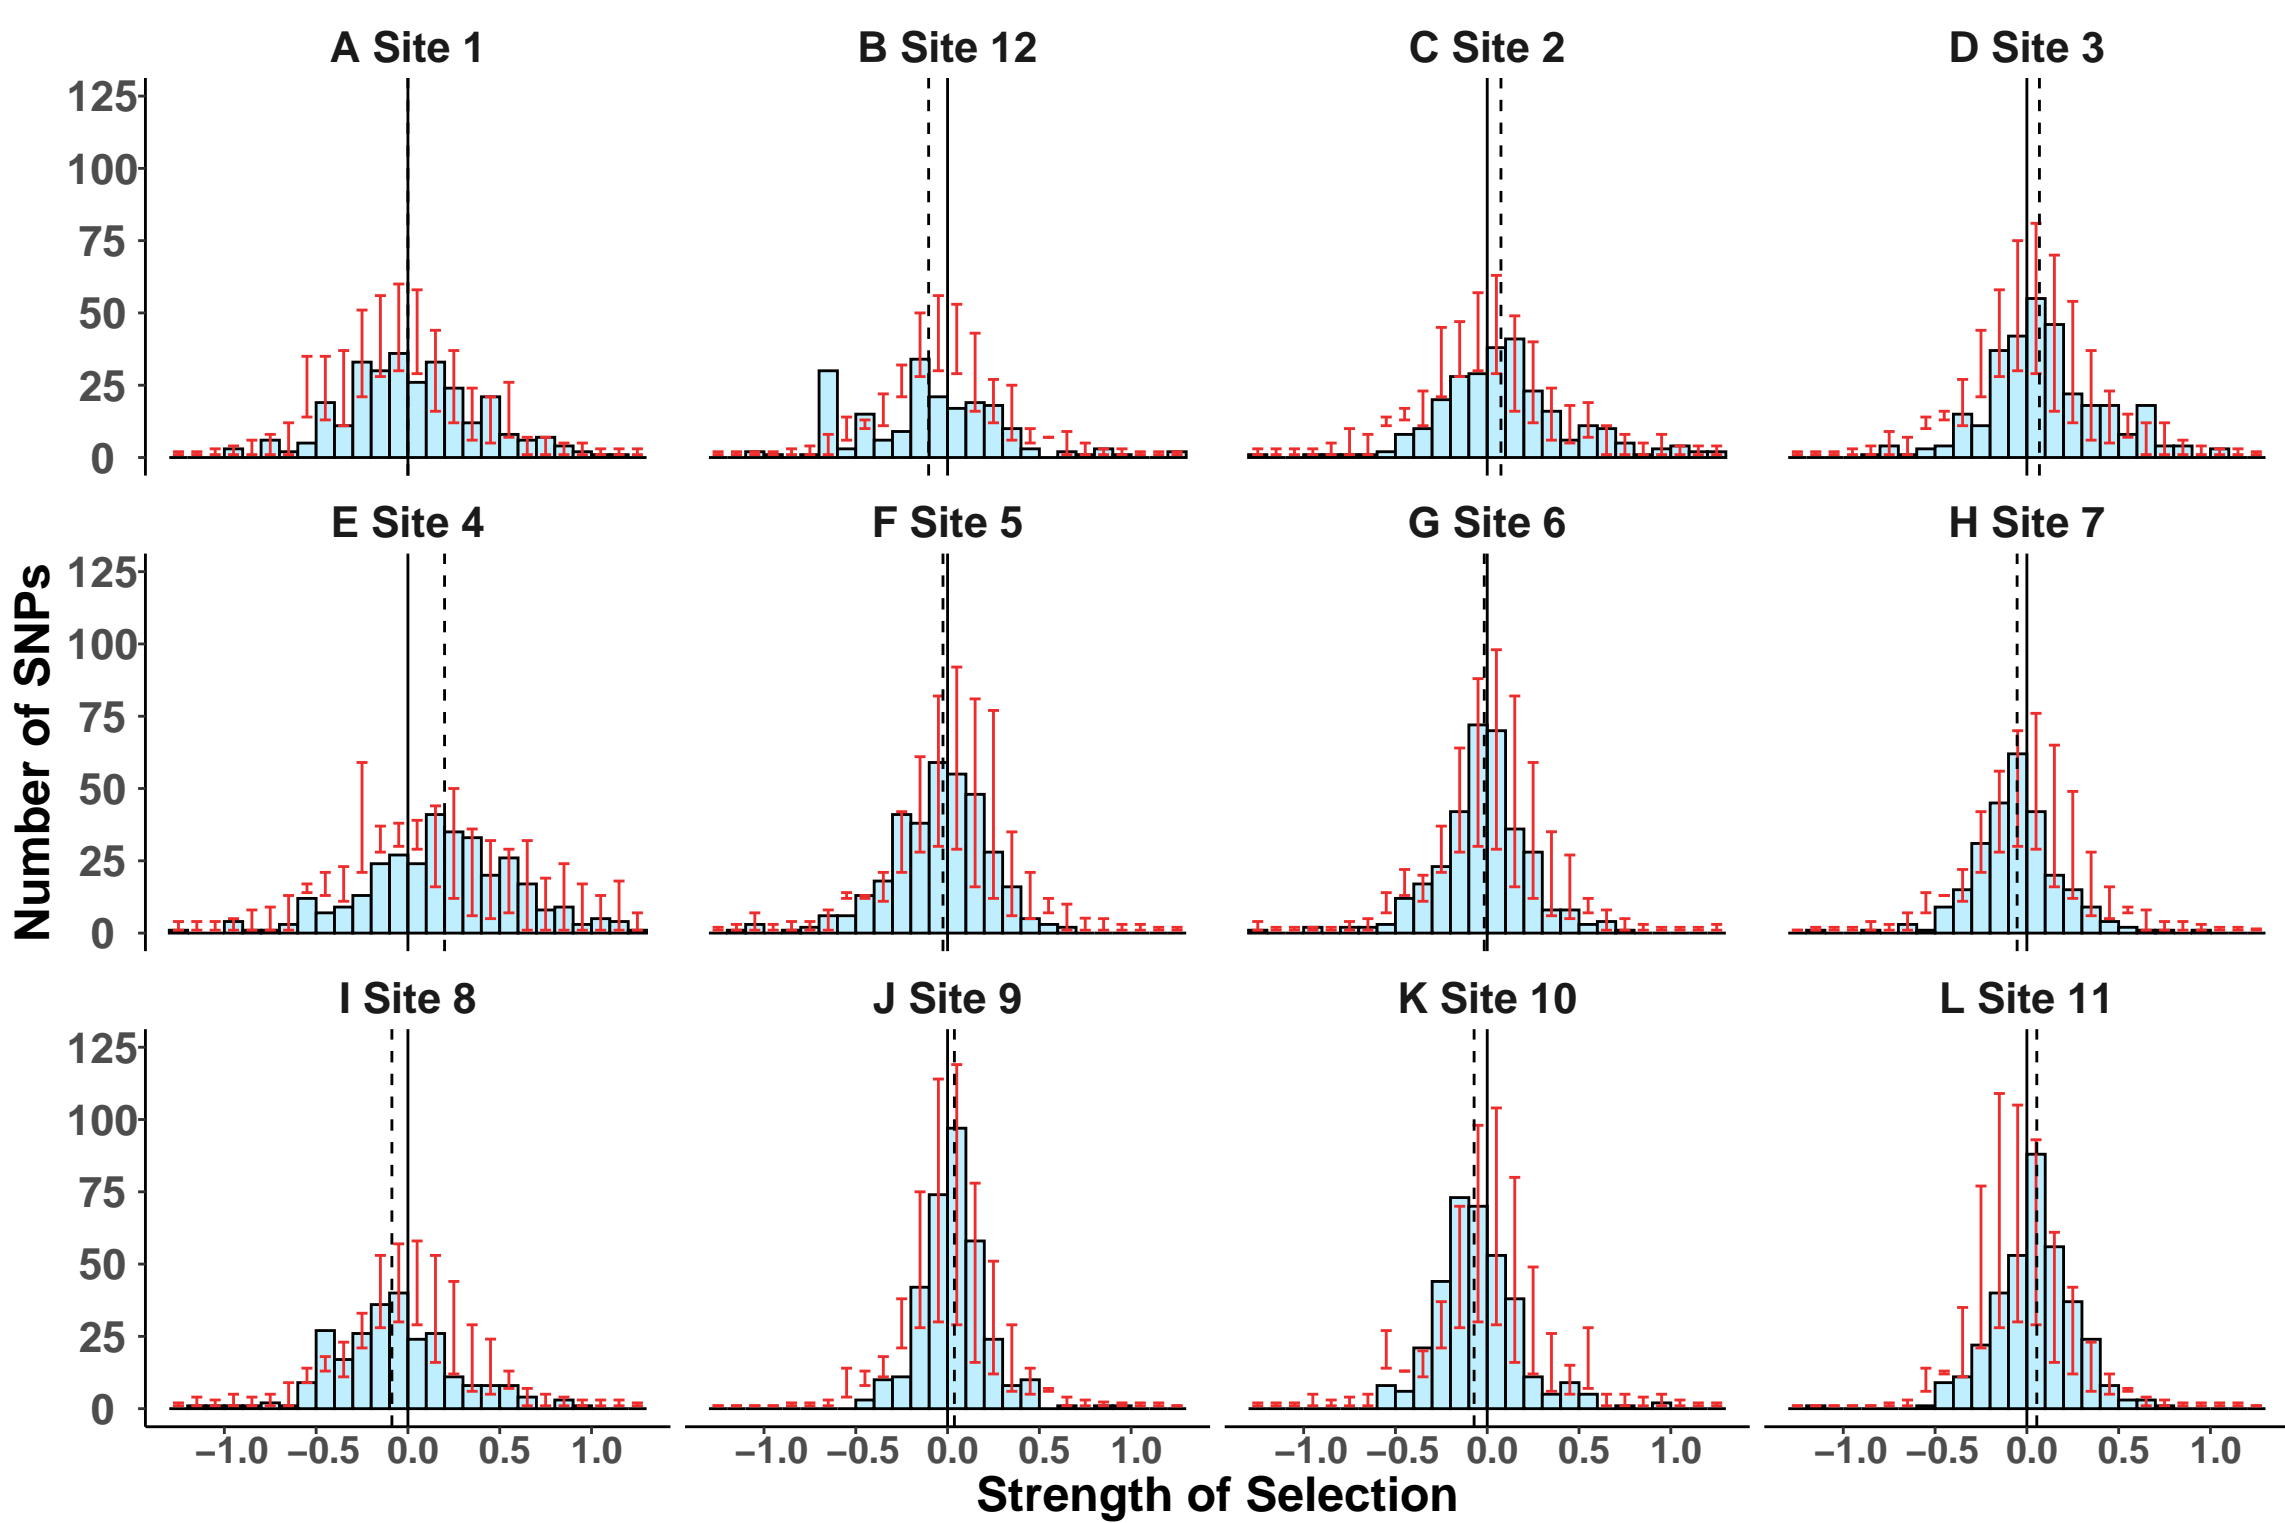 A Site 1
B Site 12
C Site 2
D Site 3
125
100
75
50
25
0
E Site 4
F Site 5
G Site 6
H Site 7
Number of SNPs
125
100
75
50
25
0
I Site 8
J Site 9
K Site 10
L Site 11
125
100
75
50
25
0
−1.0 −0.5 0.0 0.5 1.0
−1.0 −0.5 0.0 0.5 1.0
−1.0 −0.5 0.0 0.5 1.0
−1.0 −0.5 0.0 0.5 1.0
Strength of Selection